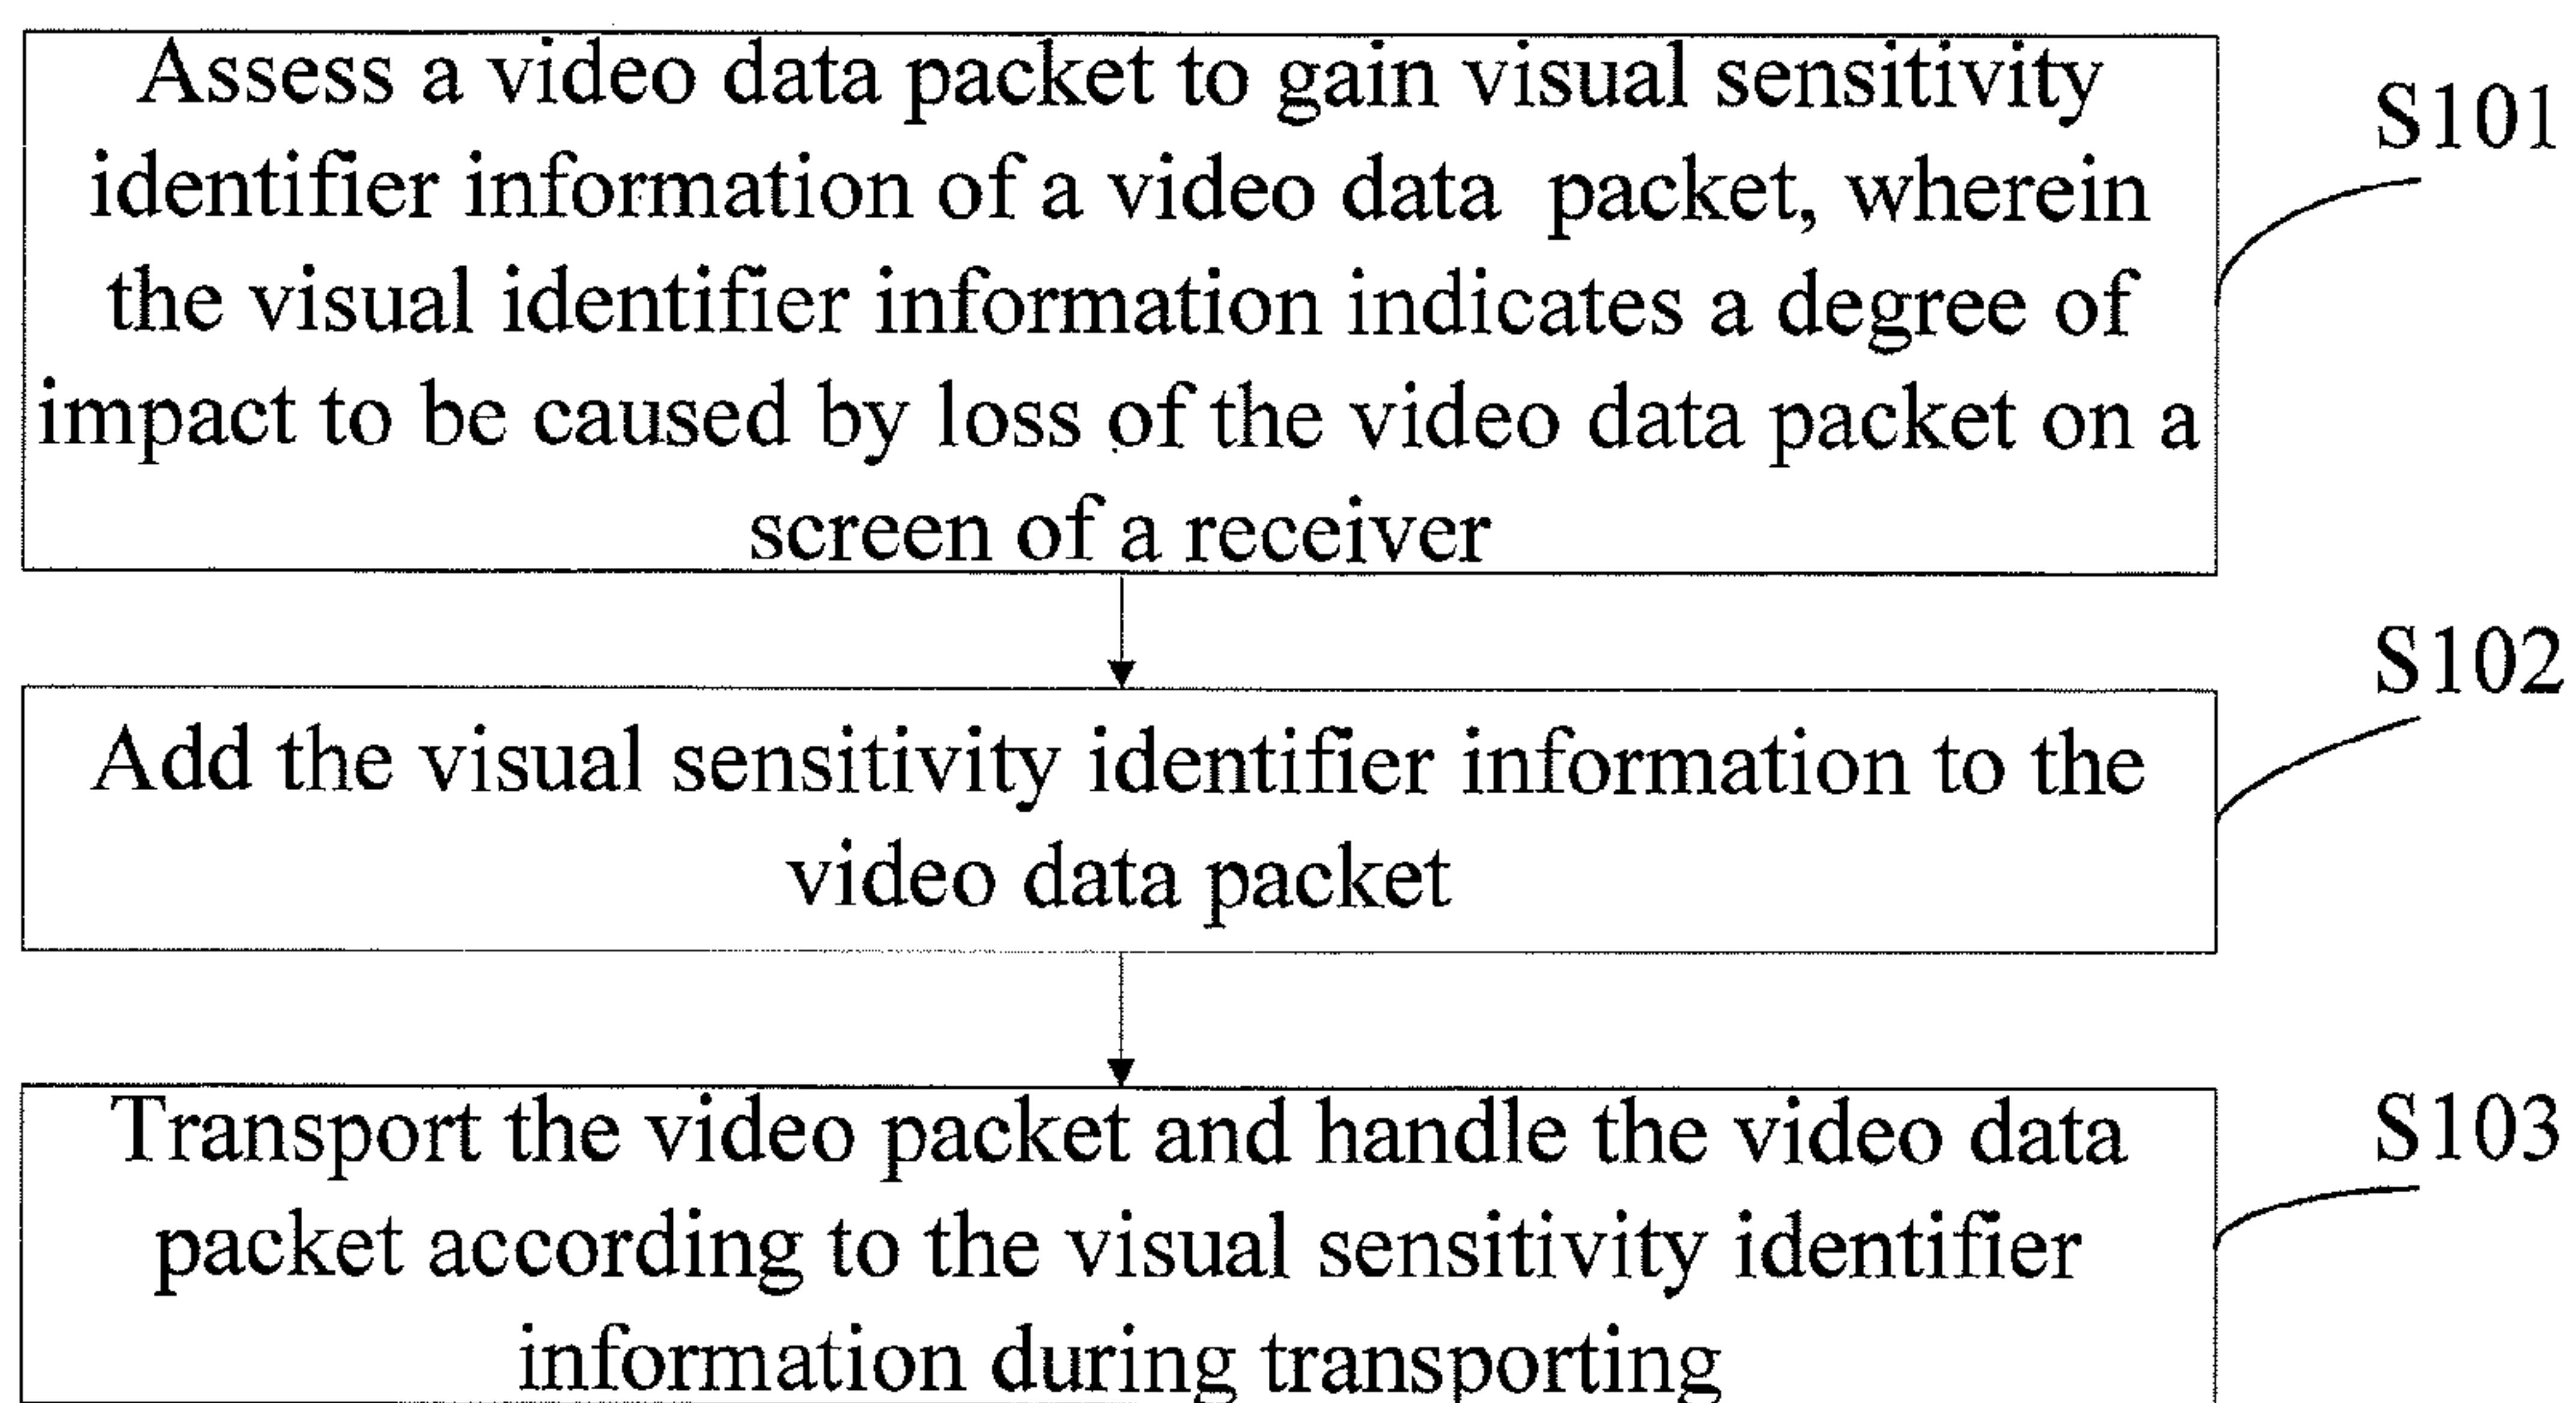 Assess a video data packet to gain visual sensitivity
identifier information of a video data packet, wherein
the visual identifier information indicates a degree of
impact to be caused by loss of the video data packet on a
screen of a receiver
S101
Add the visual sensitivity identifier information to the
video data packet
S102
Transport the video packet and handle the video data
packet according to the visual sensitivity identifier
information during transporting
S103